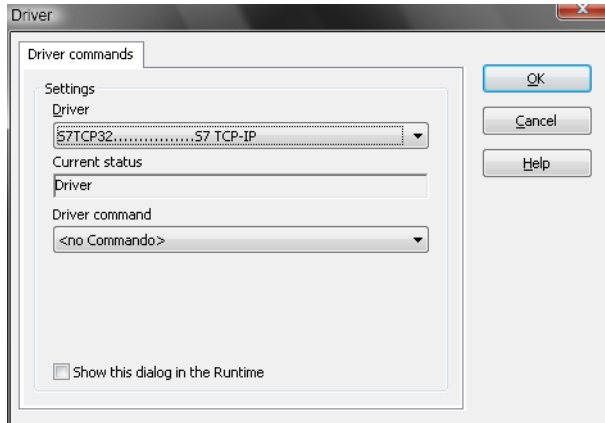 Driver
Driver commands
Settings
Driver
S7TCP32................S7 TCP-IP
Current status
Driver
Driver command
<no Commando>
Show this dialog in the Runtime
OK
Cancel
Help